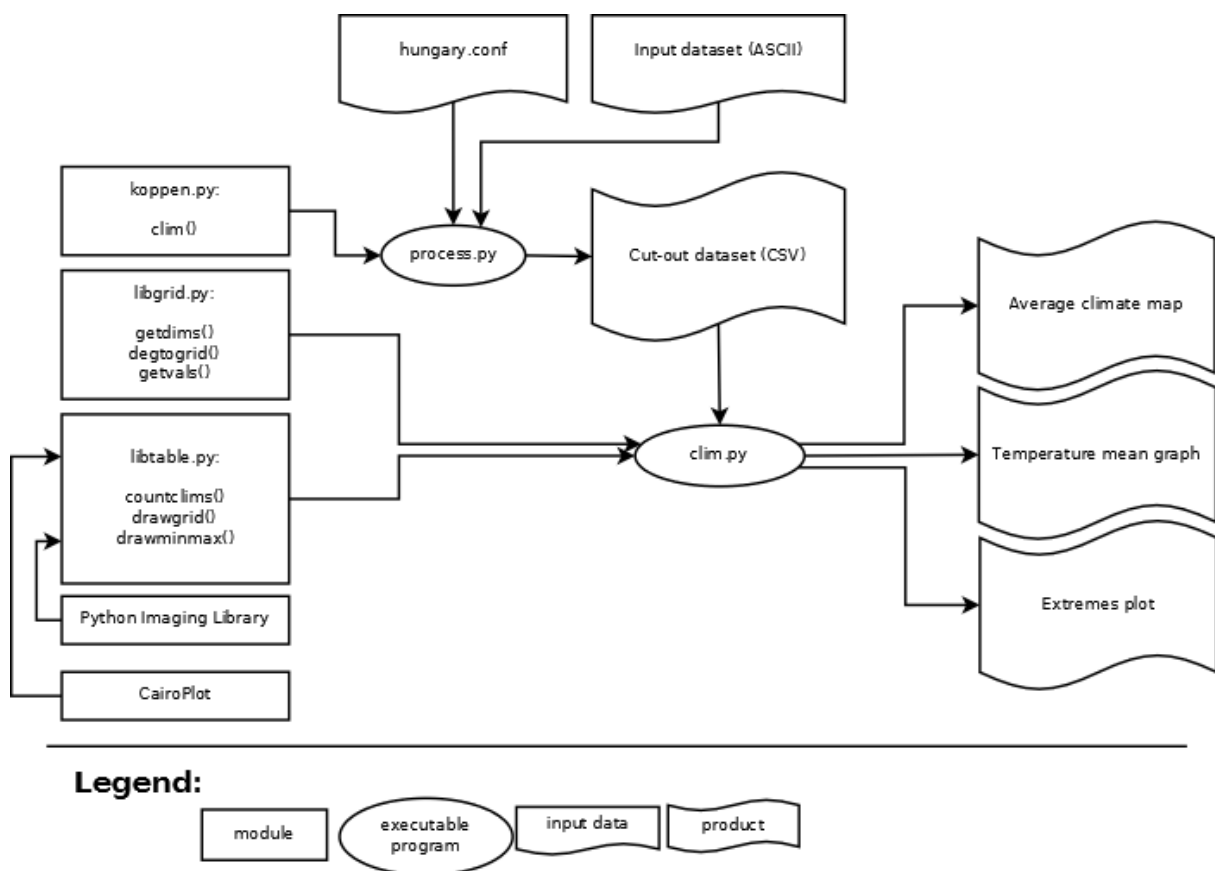 hungary.conf
Input dataset (ASCII)
koppen.py:
clim()
process.py
Cut-out dataset (CSV)
libgrid.py:
getdims()
degtogrid()
getvals()
Average climate map
libtable.py:
countclims()
drawgrid()
drawminmax()
clim.py
Temperature mean graph
Python Imaging Library
Extremes plot
CairoPlot
Legend:
module
executable
program
input data
product